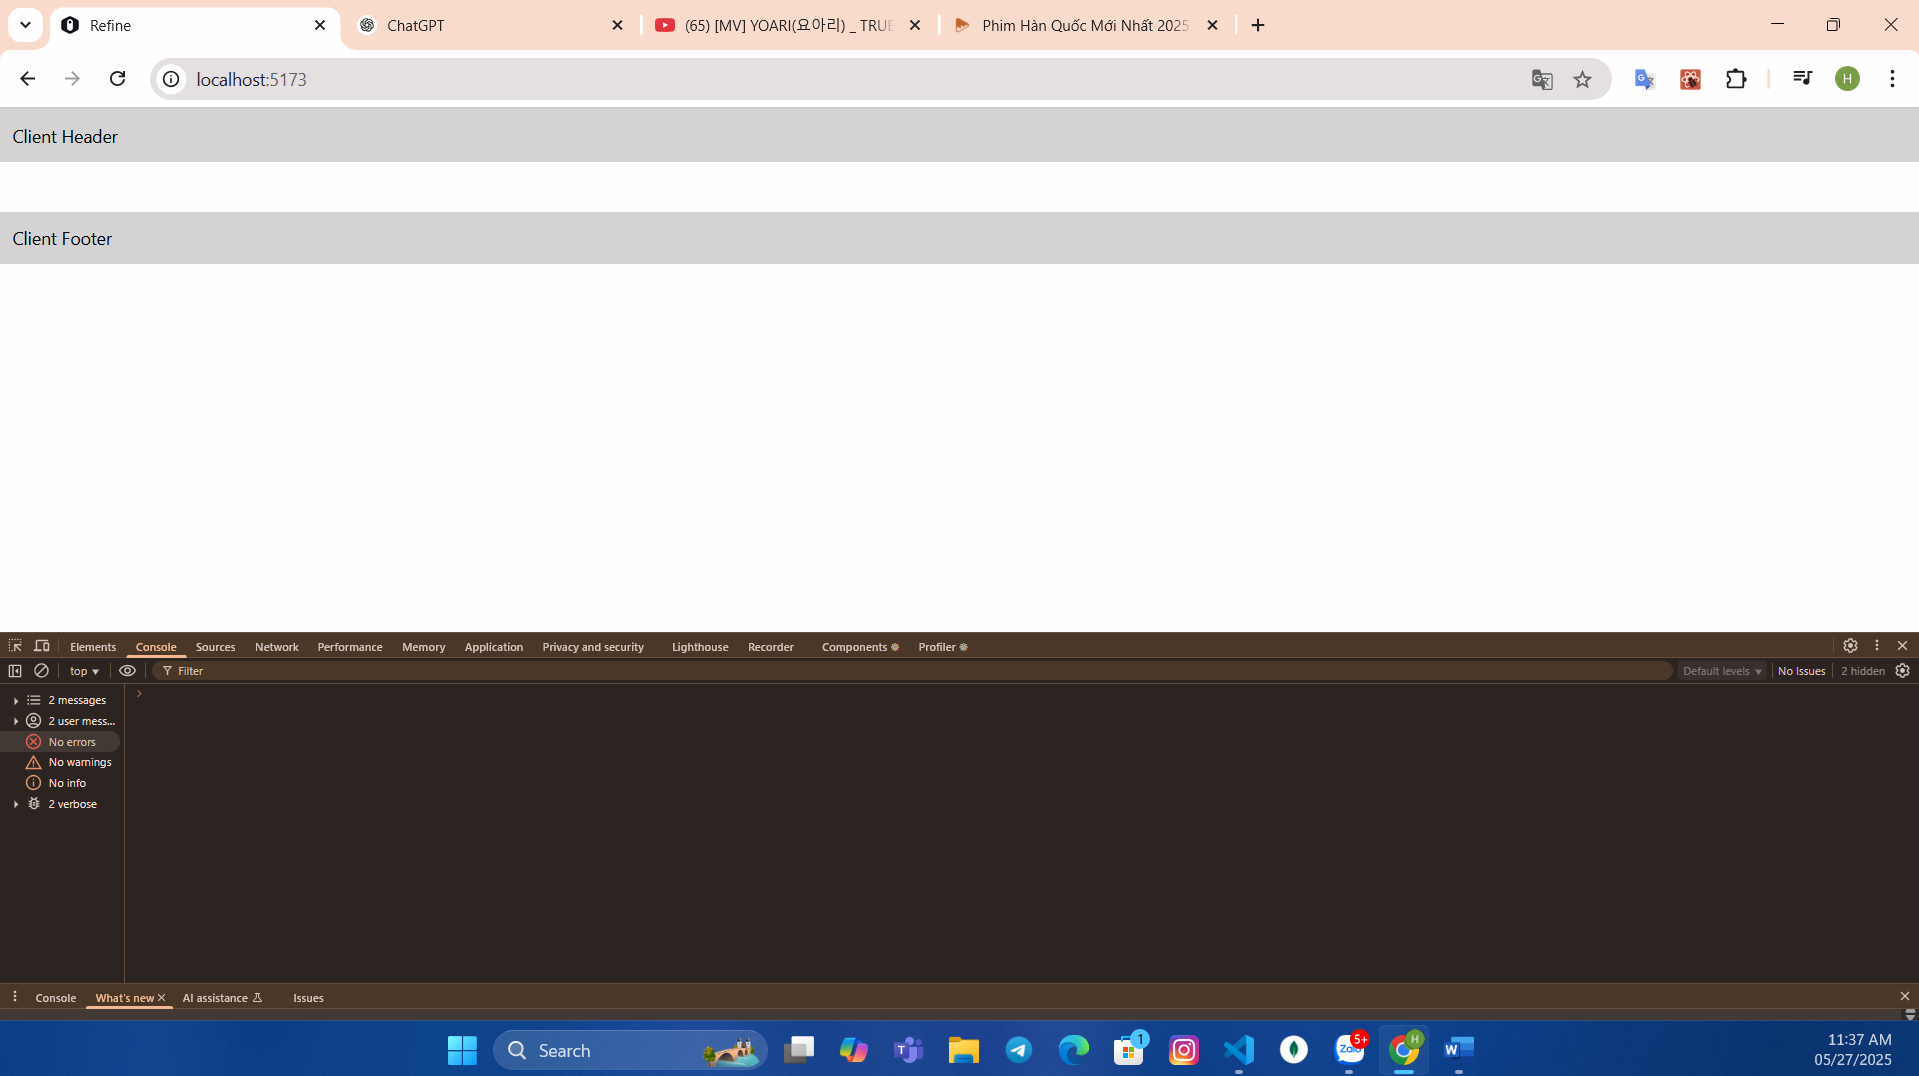 Refine
ChatGPT
(65) [MV] YOARI(요아리) _ TRUE
Phim Hàn Quốc Mới Nhất 2025
localhost:5173
H
Client Header
Client Footer
Elements Console Sources Network Performance Memory Application Privacy and security Lighthouse Recorder Components Profiler
top Filter Default levels No Issues 2 hidden
2 messages
2 user mess...
No errors
No warnings
No info
2 verbose
Console What's new AI assistance Issues
Search
1
Zalo
5+
H
W
11:37 AM
05/27/2025